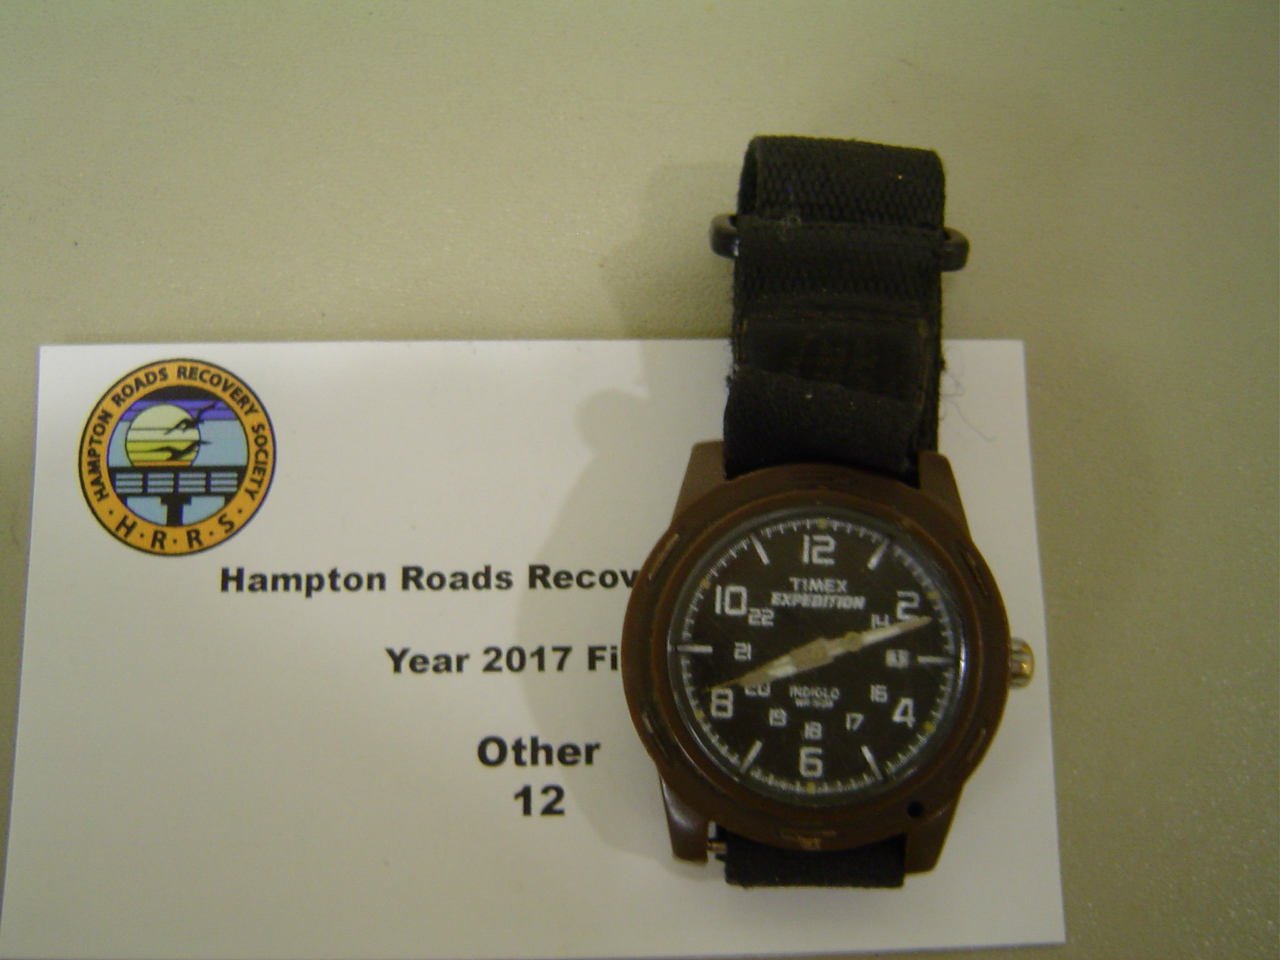 HAMPTON ROADS RECOVERY SOCIETY
H·R·R·S·
Hampton Roads Recov
Year 2017 Fi
Other
12
12
TIMEX
EXPEDITION
10 2
22 14
21
8 20 16 4
INDIGLO
19 17
18
6